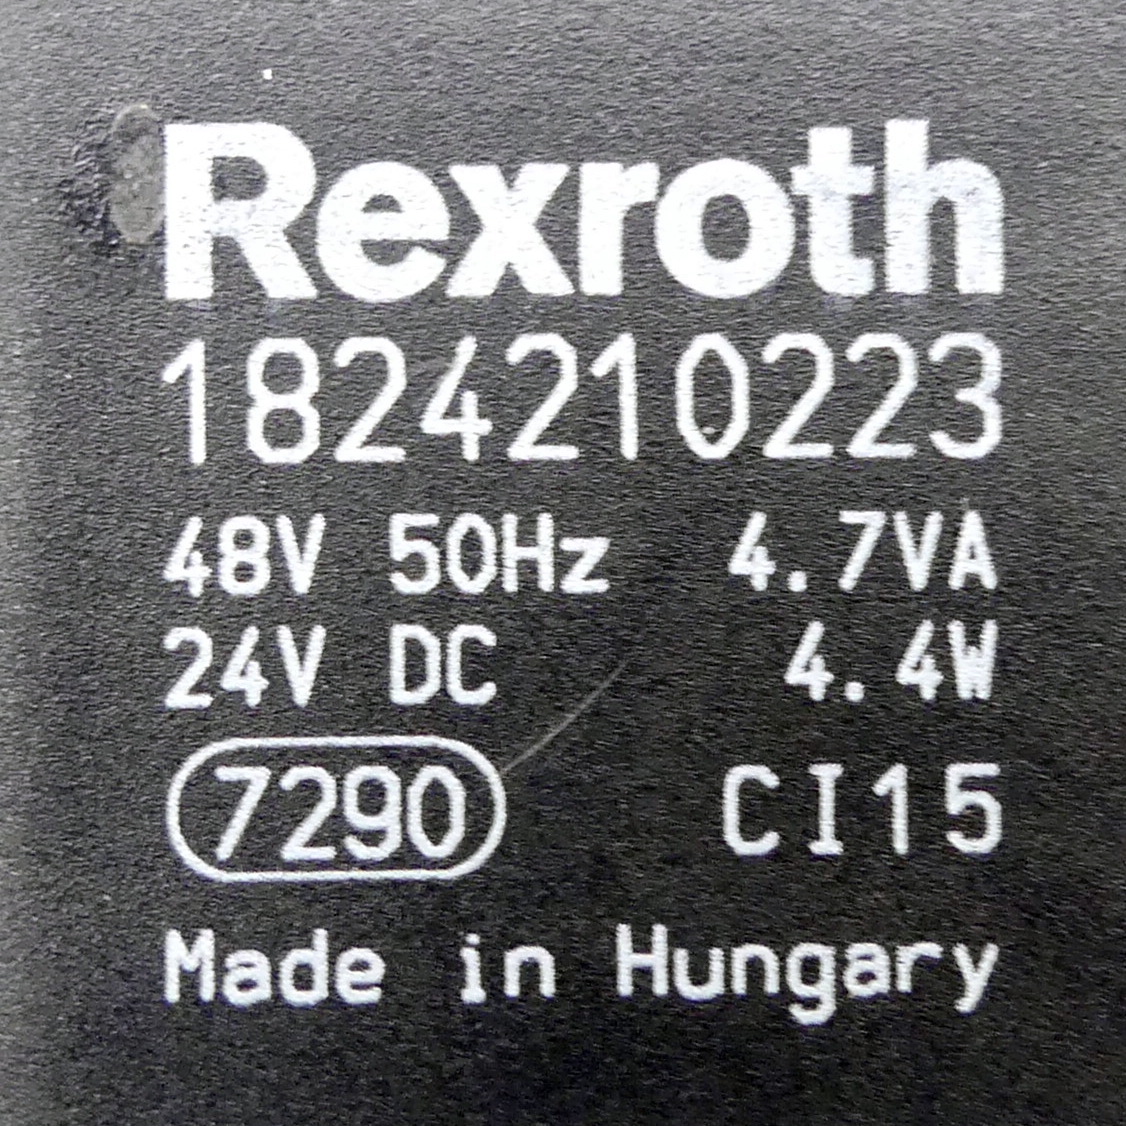 Rexroth
1824210223
48V 50Hz 4.7VA
24V DC 4.4W
7290 CI15
Made in Hungary